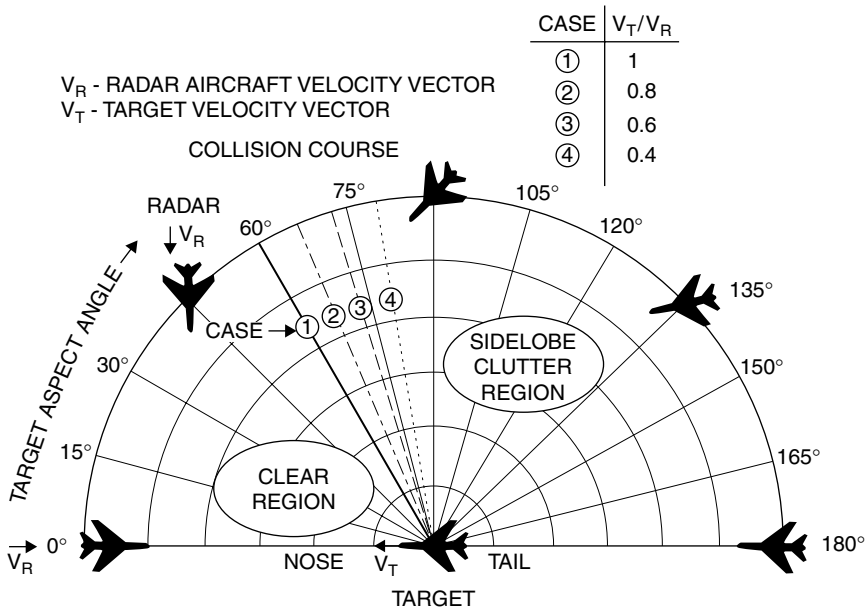 CASE V_T/V_R
① 1
② 0.8
③ 0.6
④ 0.4
V_R - RADAR AIRCRAFT VELOCITY VECTOR
V_T - TARGET VELOCITY VECTOR
COLLISION COURSE
RADAR
V_R
TARGET ASPECT ANGLE
0°
15°
30°
60°
75°
105°
120°
135°
150°
165°
180°
CASE
①
②
③
④
SIDELOBE
CLUTTER
REGION
CLEAR
REGION
V_R
NOSE
V_T
TAIL
TARGET